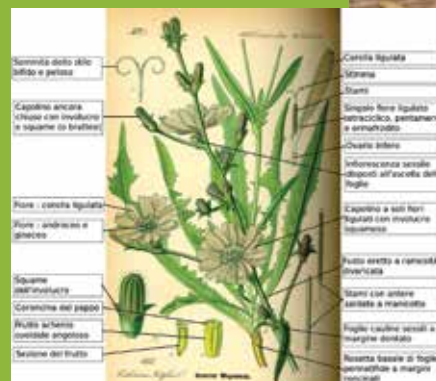 Sommità dello stilo
bifido e peloso
Capolino ancora
chiuso con involucro
e squame (o brattee)
Fiore : corolla ligulata
Fiore : androceo e
gineceo
Squame
dell'involucro
Coroncina del pappo
Frutto achenio
ovoidale angoloso
Sezione del frutto
Corolla ligulata
Stimma
Stami
Singolo fiore ligulato
tetraciclico, pentamero
e ermafrodito
Ovario infero
Infiorescenza sessile
disposti all'ascella delle
foglie
Capolino a soli fiori
ligulati con involucro
squamoso
Fusto eretto a ramosità
divaricata
Stami con antere
saldate a manicotto
Foglie cauline sessili a
margine dentato
Rosetta basale di foglie
pennatifide a margini
roncinati